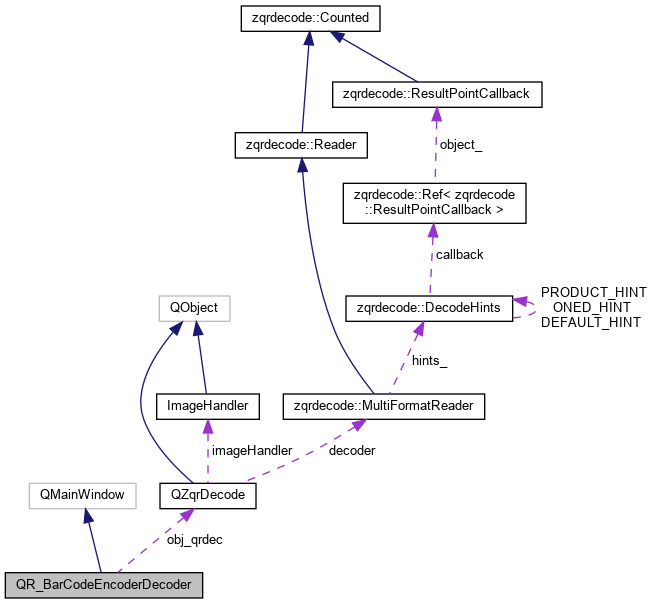 zqrdecode::Counted
zqrdecode::ResultPointCallback
zqrdecode::Reader
object_
zqrdecode::Ref< zqrdecode
::ResultPointCallback >
callback
PRODUCT_HINT
ONED_HINT
DEFAULT_HINT
QObject
zqrdecode::DecodeHints
hints_
ImageHandler
zqrdecode::MultiFormatReader
imageHandler
decoder
QMainWindow
QZqrDecode
obj_qrdec
QR_BarCodeEncoderDecoder